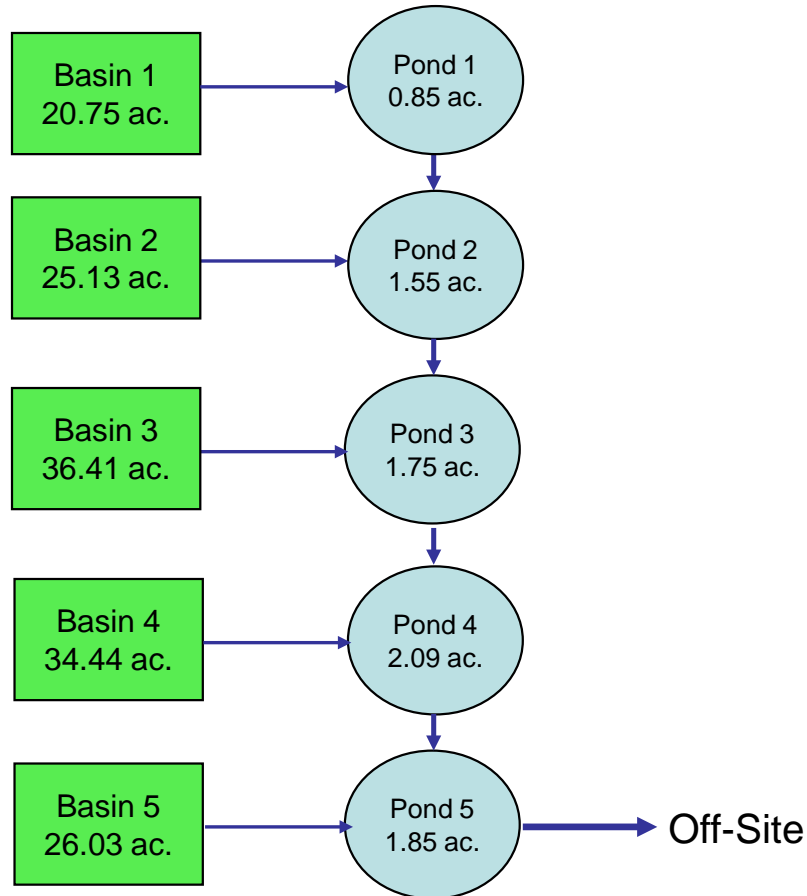 Basin 1
20.75 ac.
Pond 1
0.85 ac.
Basin 2
25.13 ac.
Pond 2
1.55 ac.
Basin 3
36.41 ac.
Pond 3
1.75 ac.
Basin 4
34.44 ac.
Pond 4
2.09 ac.
Basin 5
26.03 ac.
Pond 5
1.85 ac.
Off-Site